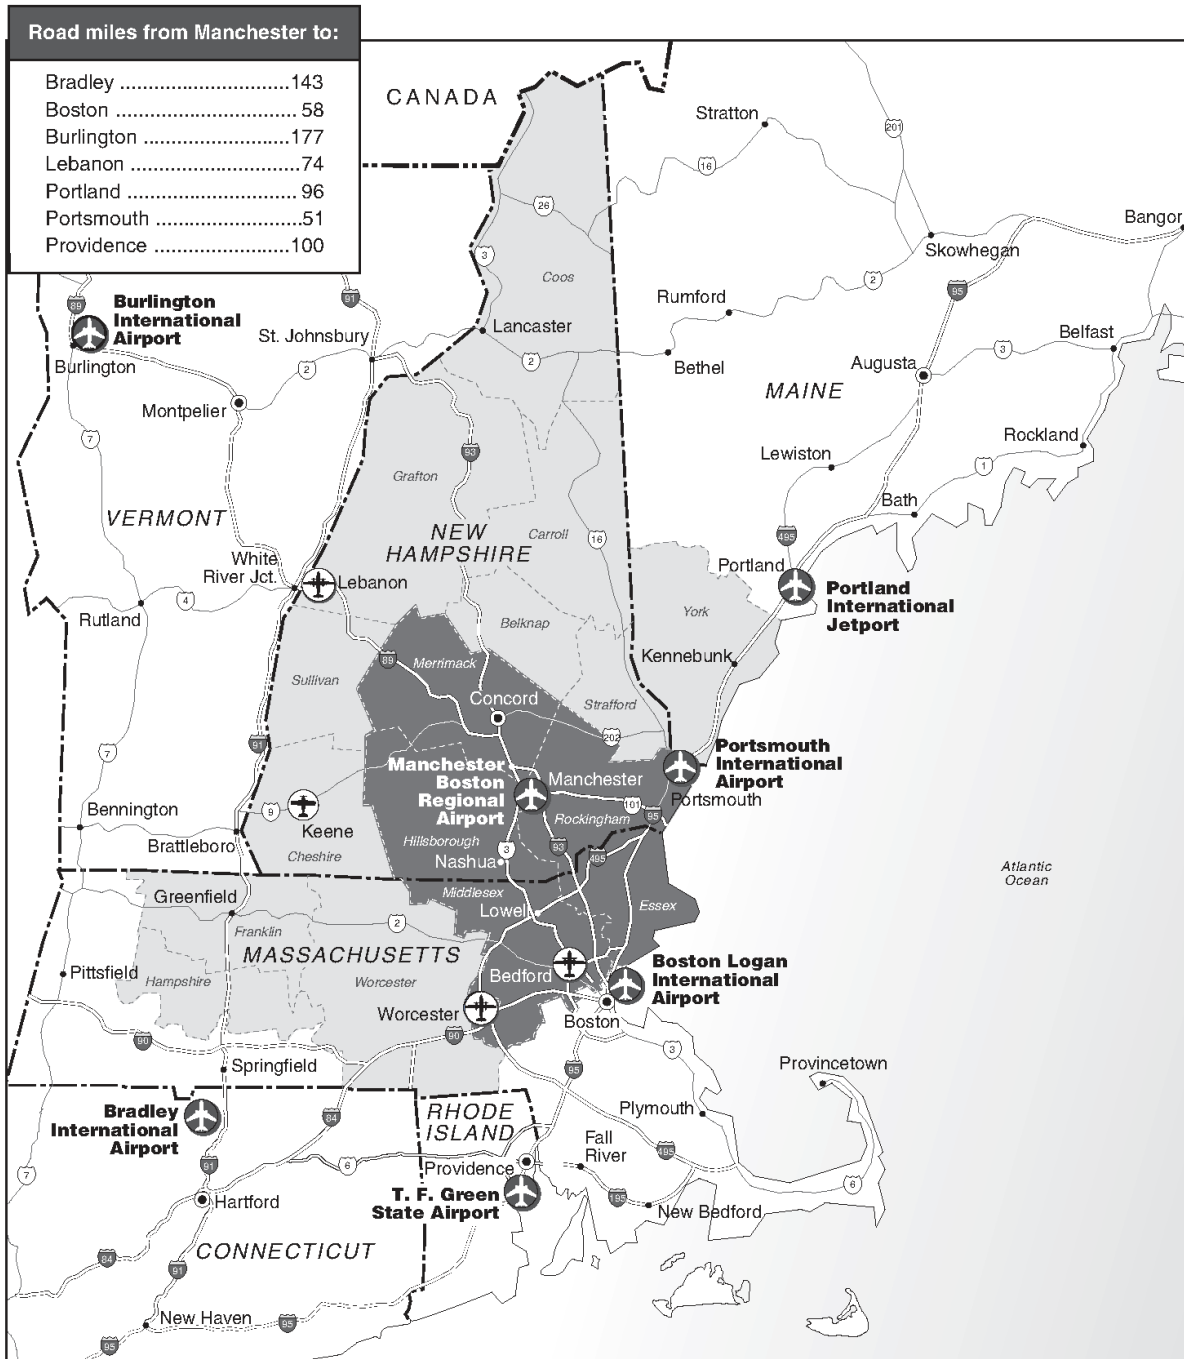 Road miles from Manchester to:
Bradley ..............................143
Boston ................................. 58
Burlington ..........................177
Lebanon ..............................74
Portland .............................. 96
Portsmouth ..........................51
Providence ........................100
CANADA
Stratton
201
16
26
Bangor
3
Skowhegan
Coos
2
95
91
89
Burlington
International
Airport
Rumford
St. Johnsbury
Lancaster
Belfast
3
2
Burlington
2
Bethel
Augusta
MAINE
Montpelier
7
Rockland
93
Lewiston
1
Grafton
Bath
VERMONT
NEW
HAMPSHIRE
Carroll
16
495
White
River Jct.
Lebanon
Portland
Portland
International
Jetport
4
Rutland
York
Belknap
Kennebunk
89
Merrimack
Sullivan
Concord
Strafford
202
91
7
Portsmouth
International
Airport
Manchester
Boston
Regional
Airport
Manchester
Portsmouth
101
95
9
Keene
Bennington
Rockingham
Brattleboro
Hillsborough
Cheshire
3
93
495
Nashua
Atlantic
Ocean
Greenfield
Middlesex
Lowell
Essex
2
Franklin
MASSACHUSETTS
Pittsfield
Hampshire
Worcester
Bedford
Boston Logan
International
Airport
Worcester
Boston
90
90
3
Springfield
95
Provincetown
Bradley
International
Airport
84
RHODE
ISLAND
Plymouth
Fall
River
495
91
6
Providence
7
6
Hartford
T. F. Green
State Airport
195
New Bedford
CONNECTICUT
84
91
New Haven
95
95